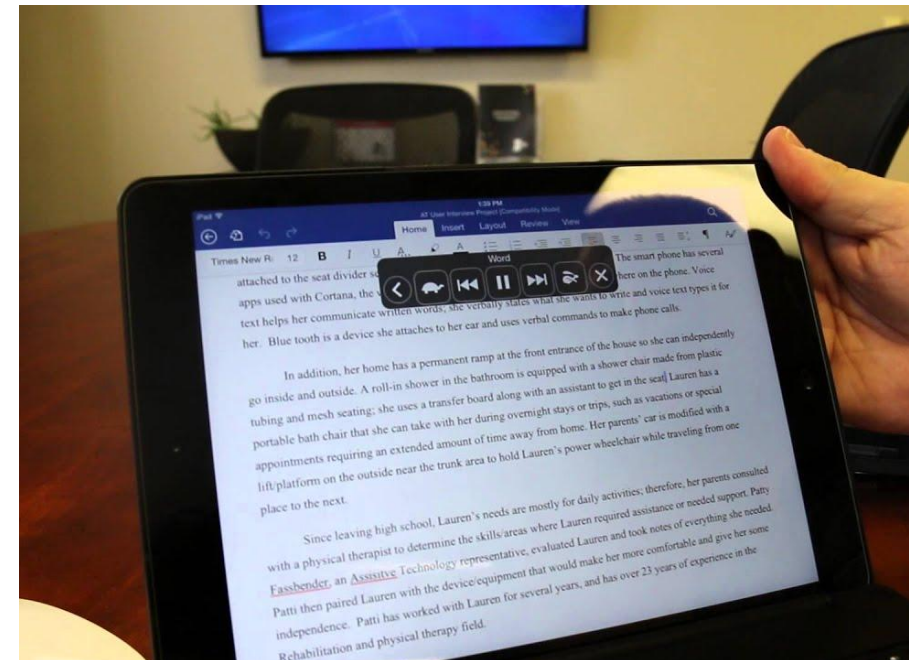 iPad
1:39 PM
AT User Interview Project [Compatibility Mode]
Home Insert Layout Review View
Times New R 12 B I U A A
Word
attached to the seat divider The smart phone has several
apps used with Cortana, the here on the phone. Voice
text helps her communicate written words; she verbally states what she wants to write and voice text types it for
her. Blue tooth is a device she attaches to her ear and uses verbal commands to make phone calls.
In addition, her home has a permanent ramp at the front entrance of the house so she can independently
go inside and outside. A roll-in shower in the bathroom is equipped with a shower chair made from plastic
tubing and mesh seating; she uses a transfer board along with an assistant to get in the seat. Lauren has a
portable bath chair that she can take with her during overnight stays or trips, such as vacations or special
appointments requiring an extended amount of time away from home. Her parents' car is modified with a
lift/platform on the outside near the trunk area to hold Lauren's power wheelchair while traveling from one
place to the next.
Since leaving high school, Lauren's needs are mostly for daily activities; therefore, her parents consulted
with a physical therapist to determine the skills/areas where Lauren required assistance or needed support. Patty
Fassbender, an Assisitve Technology representative, evaluated Lauren and took notes of everything she needed.
Patti then paired Lauren with the device/equipment that would make her more comfortable and give her some
independence. Patti has worked with Lauren for several years, and has over 23 years of experience in the
Rehabilitation and physical therapy field.